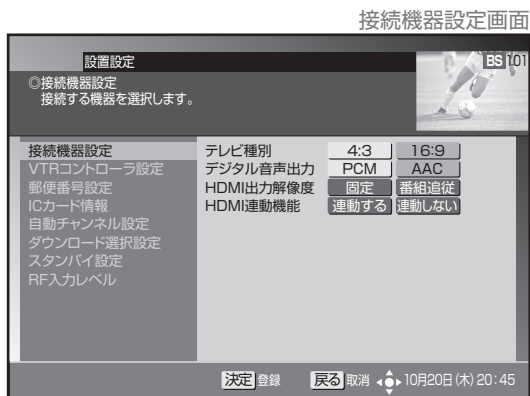 接続機器設定画面
設置設定
BS 101
◎接続機器設定
接続する機器を選択します。
接続機器設定
VTRコントローラ設定
郵便番号設定
ICカード情報
自動チャンネル設定
ダウンロード選択設定
スタンバイ設定
RF入力レベル
テレビ種別 4:3 16:9
デジタル音声出力 PCM AAC
HDMI出力解像度 固定 番組追従
HDMI連動機能 連動する 連動しない
決定 登録 戻る 取消 10月20日(木)20:45